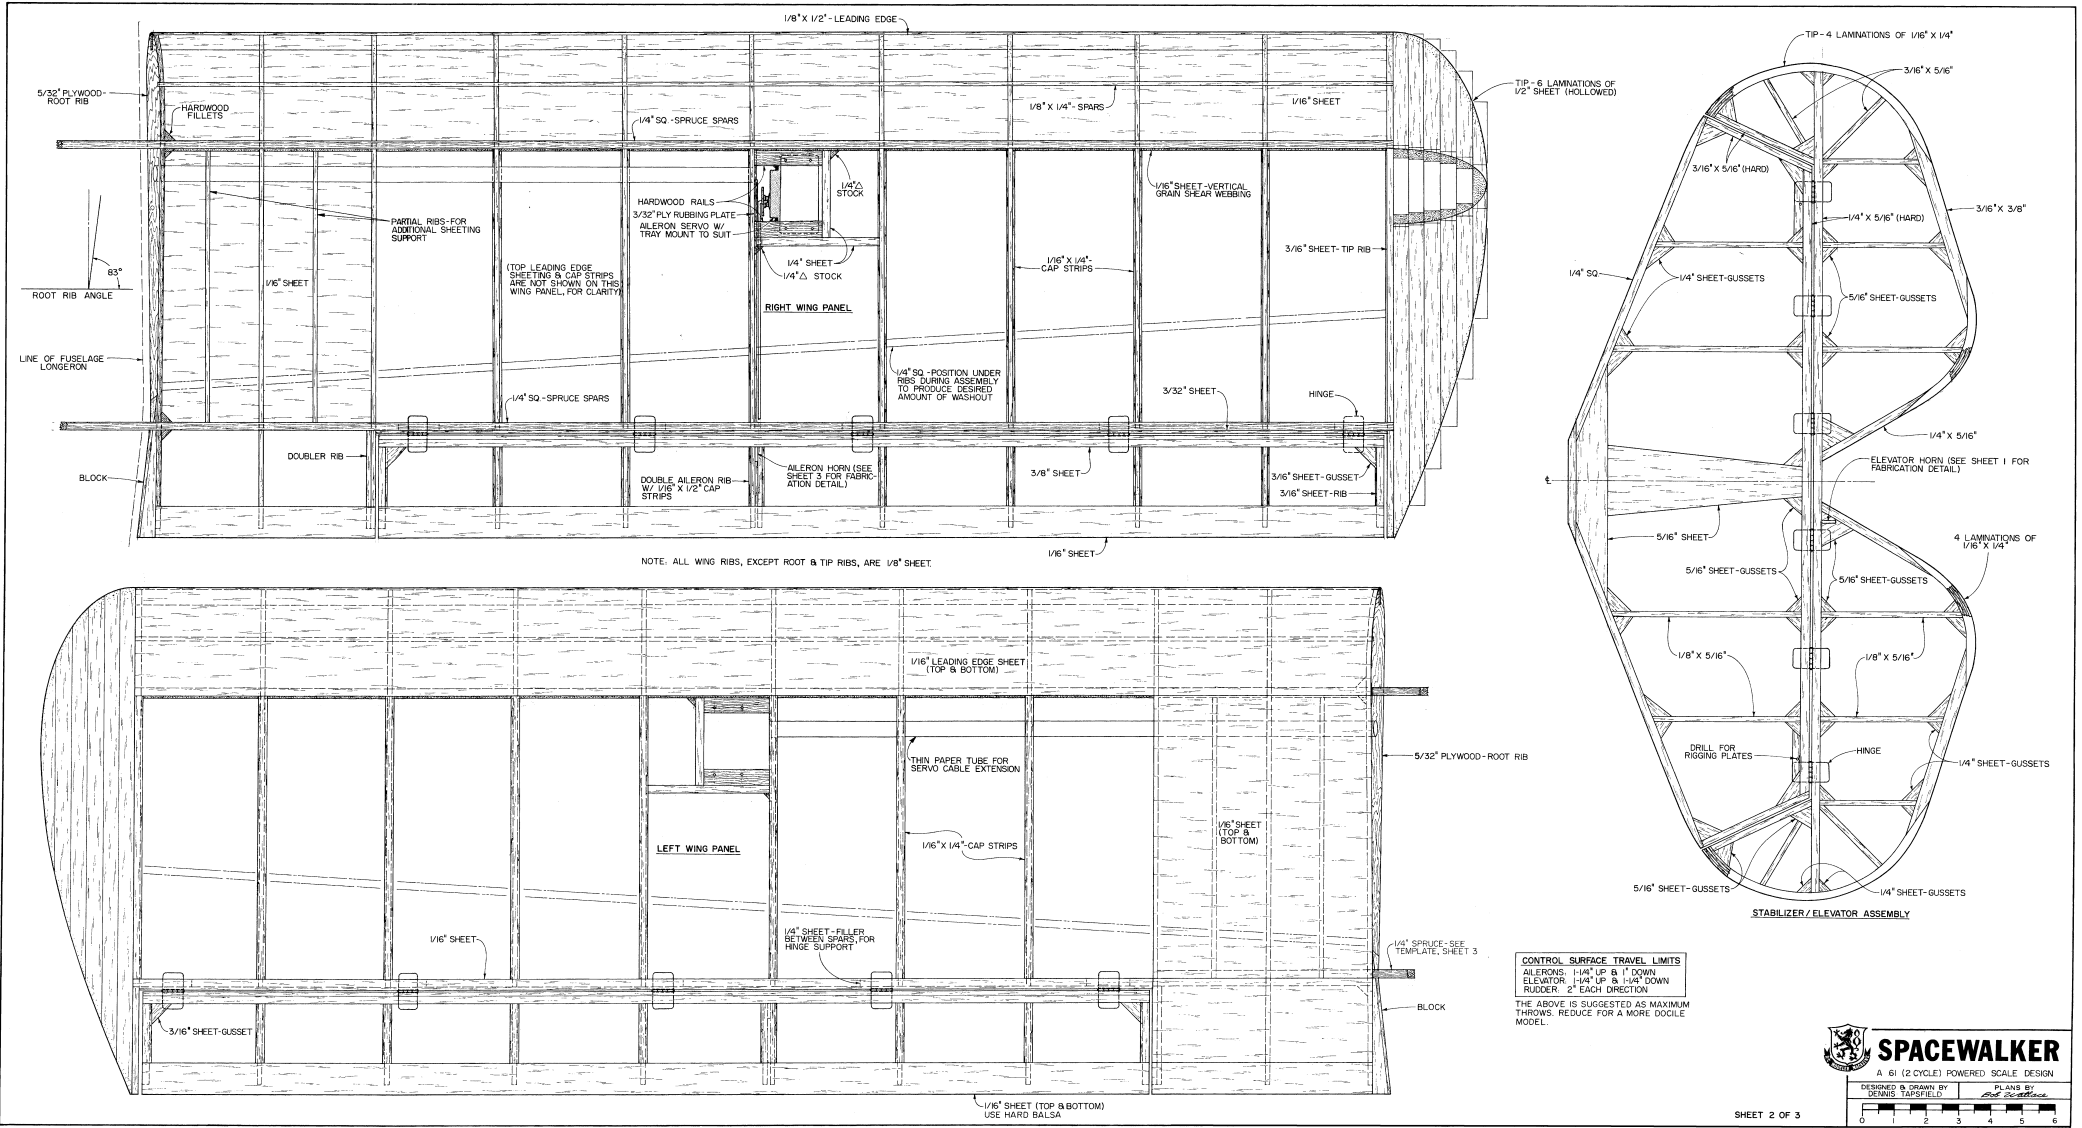 1/8" X 1/2" - LEADING EDGE
5/32" PLYWOOD-
ROOT RIB
HARDWOOD
FILLETS
1/4" SQ.-SPRUCE SPARS
1/8" X 1/4" - SPARS
1/16" SHEET
TIP - 6 LAMINATIONS OF
1/2" SHEET (HOLLOWED)
83°
ROOT RIB ANGLE
LINE OF FUSELAGE
LONGERON
PARTIAL RIBS-FOR
ADDITIONAL SHEETING
SUPPORT
1/16" SHEET
(TOP LEADING EDGE
SHEETING & CAP STRIPS
ARE NOT SHOWN ON THIS
WING PANEL, FOR CLARITY)
HARDWOOD RAILS
3/32" PLY RUBBING PLATE
AILERON SERVO W/
TRAY MOUNT TO SUIT
1/4"△
STOCK
1/4" SHEET
1/4"△ STOCK
RIGHT WING PANEL
1/16" SHEET-VERTICAL
GRAIN SHEAR WEBBING
1/16" X 1/4"-
CAP STRIPS
3/16" SHEET-TIP RIB
1/4" SQ.-POSITION UNDER
RIBS DURING ASSEMBLY
TO PRODUCE DESIRED
AMOUNT OF WASHOUT
1/4" SQ.-SPRUCE SPARS
3/32" SHEET
HINGE
BLOCK
DOUBLER RIB
DOUBLE AILERON RIB
W/ 1/16" X 1/2" CAP
STRIPS
AILERON HORN (SEE
SHEET 3 FOR FABRIC-
ATION DETAIL)
3/8" SHEET
3/16" SHEET-GUSSET
3/16" SHEET-RIB
1/16" SHEET
NOTE: ALL WING RIBS, EXCEPT ROOT & TIP RIBS, ARE 1/8" SHEET.
1/16" LEADING EDGE SHEET
(TOP & BOTTOM)
THIN PAPER TUBE FOR
SERVO CABLE EXTENSION
5/32" PLYWOOD-ROOT RIB
1/16" SHEET
(TOP &
BOTTOM)
LEFT WING PANEL
1/16" X 1/4"-CAP STRIPS
1/16" SHEET
1/4" SHEET-FILLER
BETWEEN SPARS, FOR
HINGE SUPPORT
1/4" SPRUCE-SEE
TEMPLATE, SHEET 3
BLOCK
3/16" SHEET-GUSSET
1/16" SHEET (TOP & BOTTOM)
USE HARD BALSA
TIP-4 LAMINATIONS OF 1/16" X 1/4"
3/16" X 5/16"
3/16" X 5/16" (HARD)
1/4" X 5/16" (HARD)
3/16" X 3/8"
1/4" SQ.
1/4" SHEET-GUSSETS
5/16" SHEET-GUSSETS
1/4" X 5/16"
ELEVATOR HORN (SEE SHEET 1 FOR
FABRICATION DETAIL)
℄
5/16" SHEET
4 LAMINATIONS OF
1/16" X 1/4"
5/16" SHEET-GUSSETS
5/16" SHEET-GUSSETS
1/8" X 5/16"
1/8" X 5/16"
DRILL FOR
RIGGING PLATES
HINGE
1/4" SHEET-GUSSETS
5/16" SHEET-GUSSETS
1/4" SHEET-GUSSETS
STABILIZER/ELEVATOR ASSEMBLY
CONTROL SURFACE TRAVEL LIMITS
AILERONS: 1-1/4" UP & 1" DOWN
ELEVATOR: 1-1/4" UP & 1-1/4" DOWN
RUDDER: 2" EACH DIRECTION
THE ABOVE IS SUGGESTED AS MAXIMUM
THROWS. REDUCE FOR A MORE DOCILE
MODEL.
SPACEWALKER
A 61 (2 CYCLE) POWERED SCALE DESIGN
DESIGNED & DRAWN BY
DENNIS TAPSFIELD
PLANS BY
Bob Wallace
SHEET 2 OF 3
0 1 2 3 4 5 6